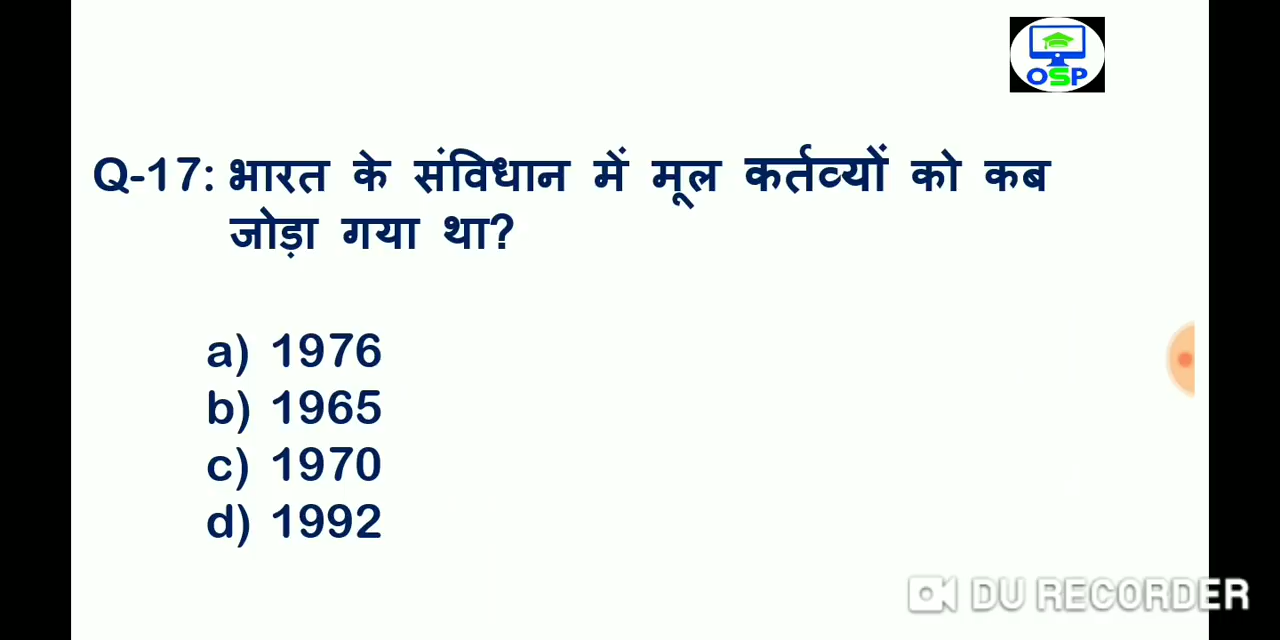 OSP
Q-17: भारत के संविधान में मूल कर्तव्यों को कब
जोड़ा गया था?
a) 1976
b) 1965
c) 1970
d) 1992
DU RECORDER